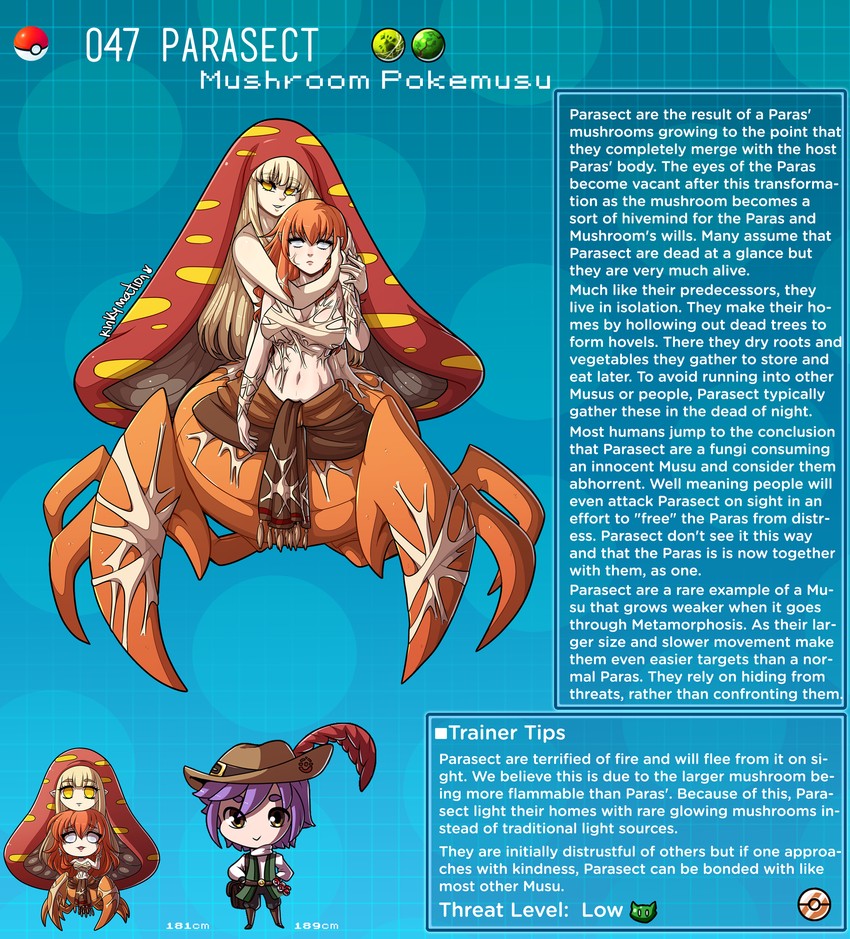 047 PARASECT
Mushroom Pokemusu
Parasect are the result of a Paras'
mushrooms growing to the point that
they completely merge with the host
Paras' body. The eyes of the Paras
become vacant after this transforma-
tion as the mushroom becomes a
sort of hivemind for the Paras and
Mushroom's wills. Many assume that
Parasect are dead at a glance but
they are very much alive.
Much like their predecessors, they
live in isolation. They make their ho-
mes by hollowing out dead trees to
form hovels. There they dry roots and
vegetables they gather to store and
eat later. To avoid running into other
Musus or people, Parasect typically
gather these in the dead of night.
Most humans jump to the conclusion
that Parasect are a fungi consuming
an innocent Musu and consider them
abhorrent. Well meaning people will
even attack Parasect on sight in an
effort to "free" the Paras from distr-
ess. Parasect don't see it this way
and that the Paras is is now together
with them, as one.
Parasect are a rare example of a Mu-
su that grows weaker when it goes
through Metamorphosis. As their lar-
ger size and slower movement make
them even easier targets than a nor-
mal Paras. They rely on hiding from
threats, rather than confronting them.
kinkymation
■Trainer Tips
Parasect are terrified of fire and will flee from it on si-
ght. We believe this is due to the larger mushroom be-
ing more flammable than Paras'. Because of this, Para-
sect light their homes with rare glowing mushrooms in-
stead of traditional light sources.
They are initially distrustful of others but if one approa-
ches with kindness, Parasect can be bonded with like
most other Musu.
Threat Level: Low
181cm
189cm